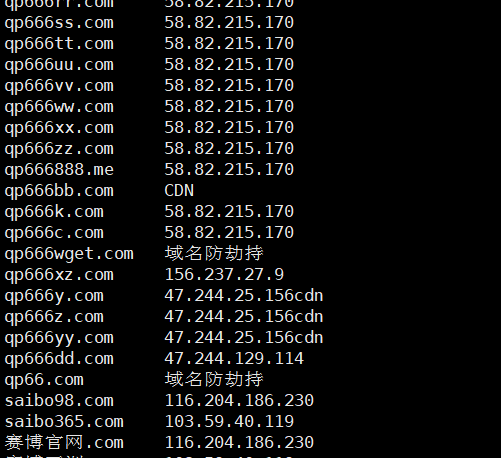 qp666rr.com 58.82.215.170
qp666ss.com 58.82.215.170
qp666tt.com 58.82.215.170
qp666uu.com 58.82.215.170
qp666vv.com 58.82.215.170
qp666ww.com 58.82.215.170
qp666xx.com 58.82.215.170
qp666zz.com 58.82.215.170
qp666888.me 58.82.215.170
qp666bb.com CDN
qp666k.com 58.82.215.170
qp666c.com 58.82.215.170
qp666wget.com 域名防劫持
qp666xz.com 156.237.27.9
qp666y.com 47.244.25.156cdn
qp666z.com 47.244.25.156cdn
qp666yy.com 47.244.25.156cdn
qp666dd.com 47.244.129.114
qp66.com 域名防劫持
saibo98.com 116.204.186.230
saibo365.com 103.59.40.119
赛博官网.com 116.204.186.230